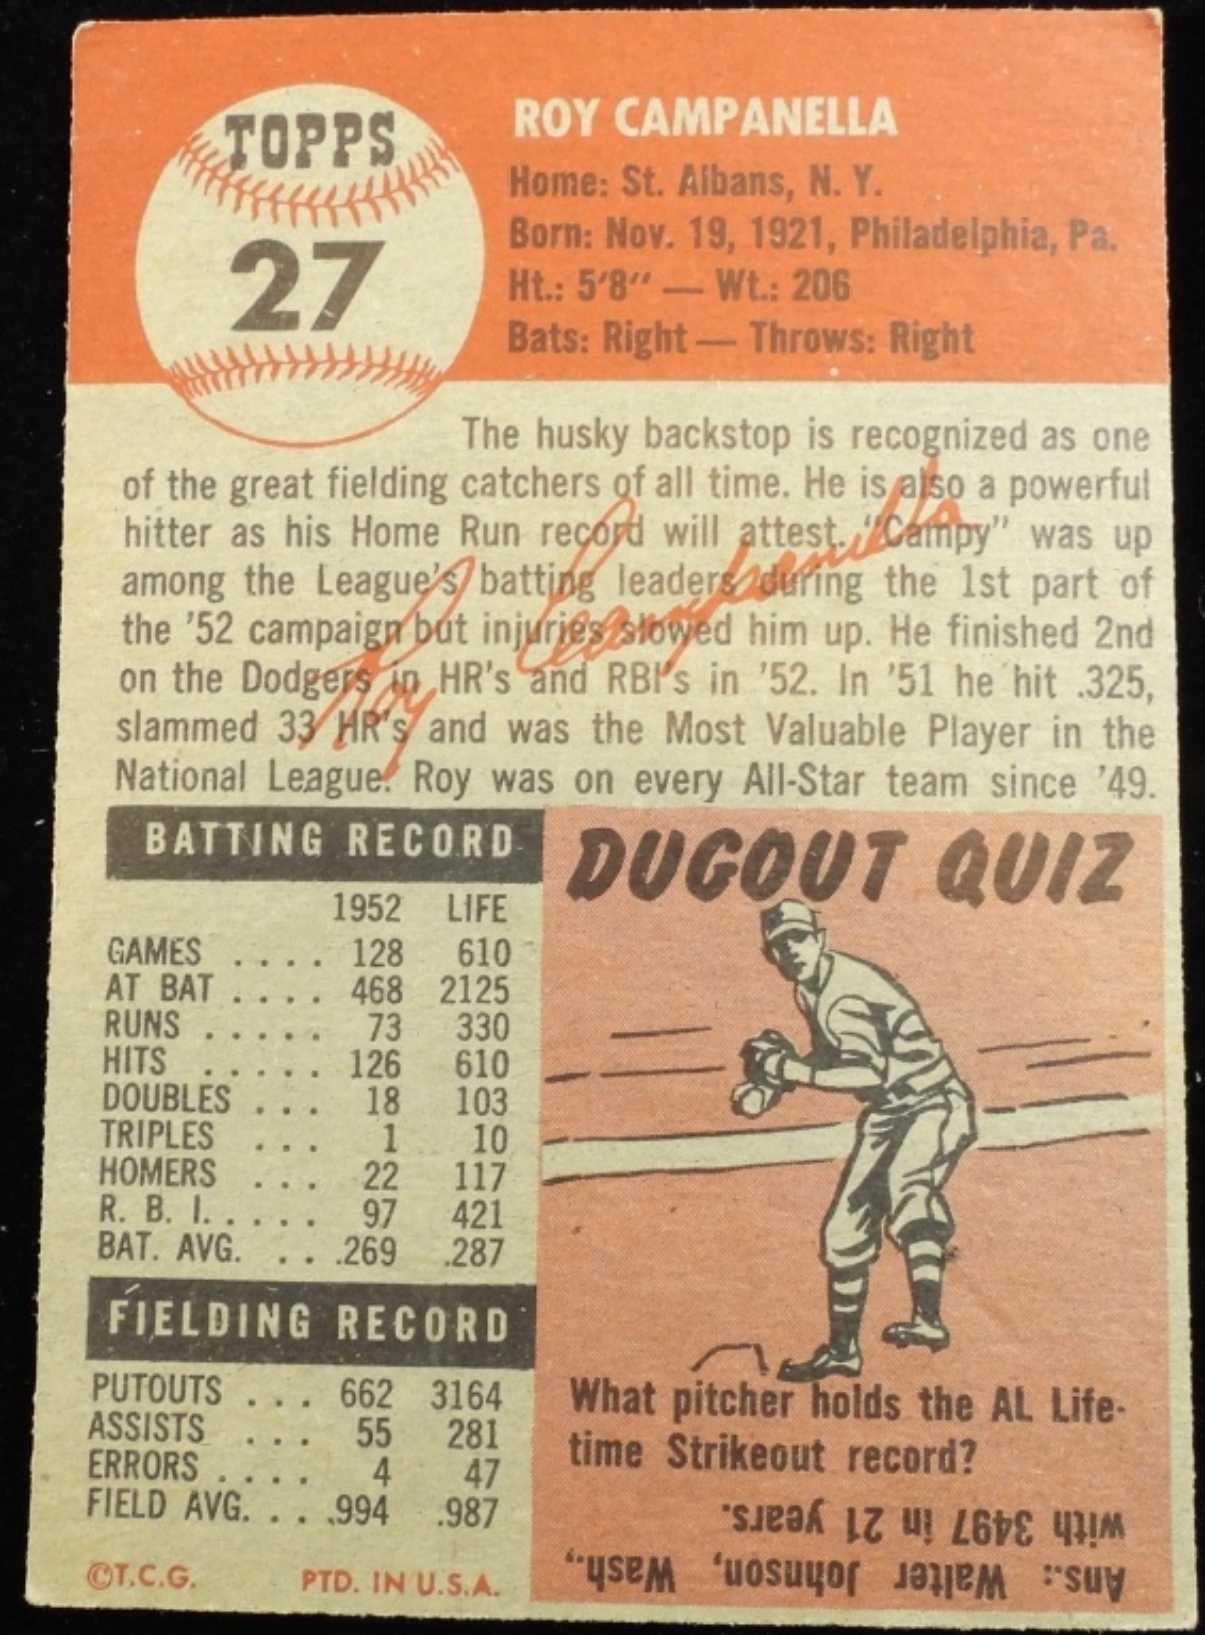 TOPPS
27
ROY CAMPANELLA
Home: St. Albans, N. Y.
Born: Nov. 19, 1921, Philadelphia, Pa.
Ht.: 5'8" — Wt.: 206
Bats: Right — Throws: Right
The husky backstop is recognized as one
of the great fielding catchers of all time. He is also a powerful
hitter as his Home Run record will attest. "Campy" was up
among the League's batting leaders during the 1st part of
the '52 campaign but injuries slowed him up. He finished 2nd
on the Dodgers in HR's and RBI's in '52. In '51 he hit .325,
slammed 33 HR's and was the Most Valuable Player in the
National League. Roy was on every All-Star team since '49.
Roy Campanella
BATTING RECORD
1952 LIFE
GAMES .... 128 610
AT BAT .... 468 2125
RUNS ..... 73 330
HITS ..... 126 610
DOUBLES ... 18 103
TRIPLES ... 1 10
HOMERS ... 22 117
R. B. I. .... 97 421
BAT. AVG. ... .269 .287
FIELDING RECORD
PUTOUTS ... 662 3164
ASSISTS ... 55 281
ERRORS .... 4 47
FIELD AVG. ... .994 .987
©T.C.G. PTD. IN U.S.A.
DUGOUT QUIZ
What pitcher holds the AL Life-
time Strikeout record?
Ans.: Walter Johnson, Wash.,
with 3497 in 21 years.